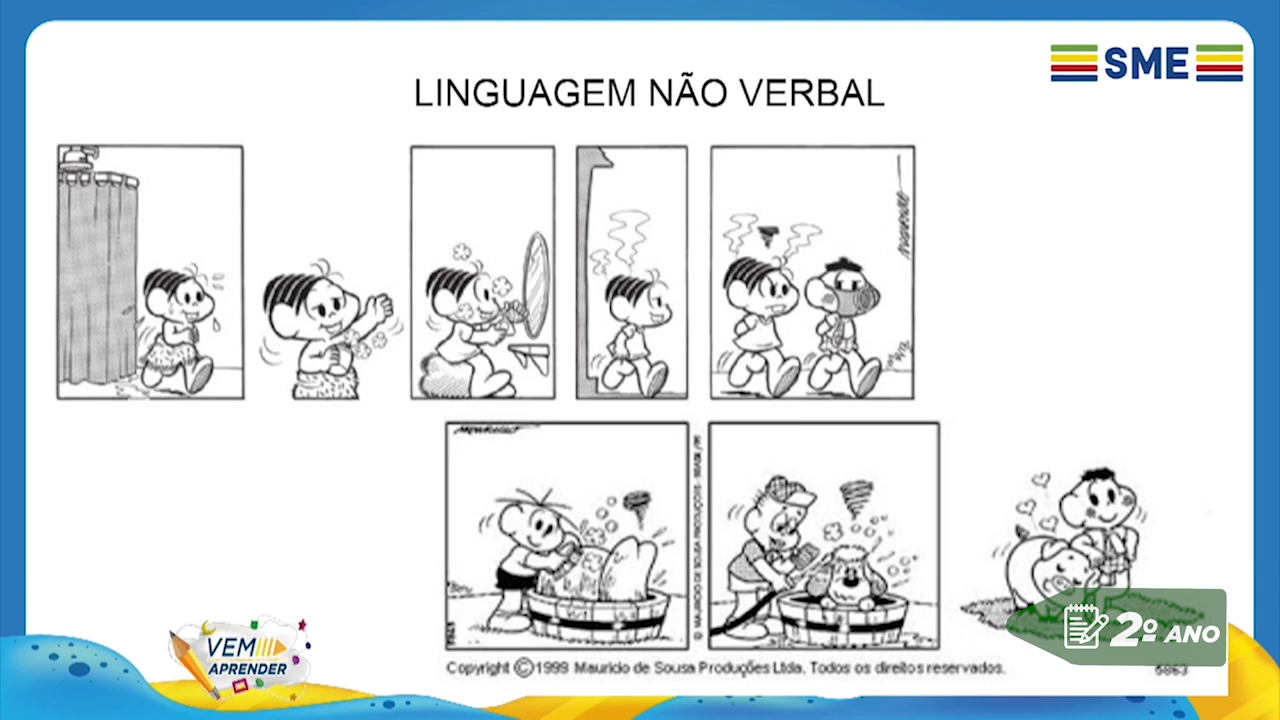 SME
LINGUAGEM NÃO VERBAL
Copyright ©1999 Mauricio de Sousa Produções Ltda. Todos os direitos reservados.
5863
VEM
APRENDER
2º ANO